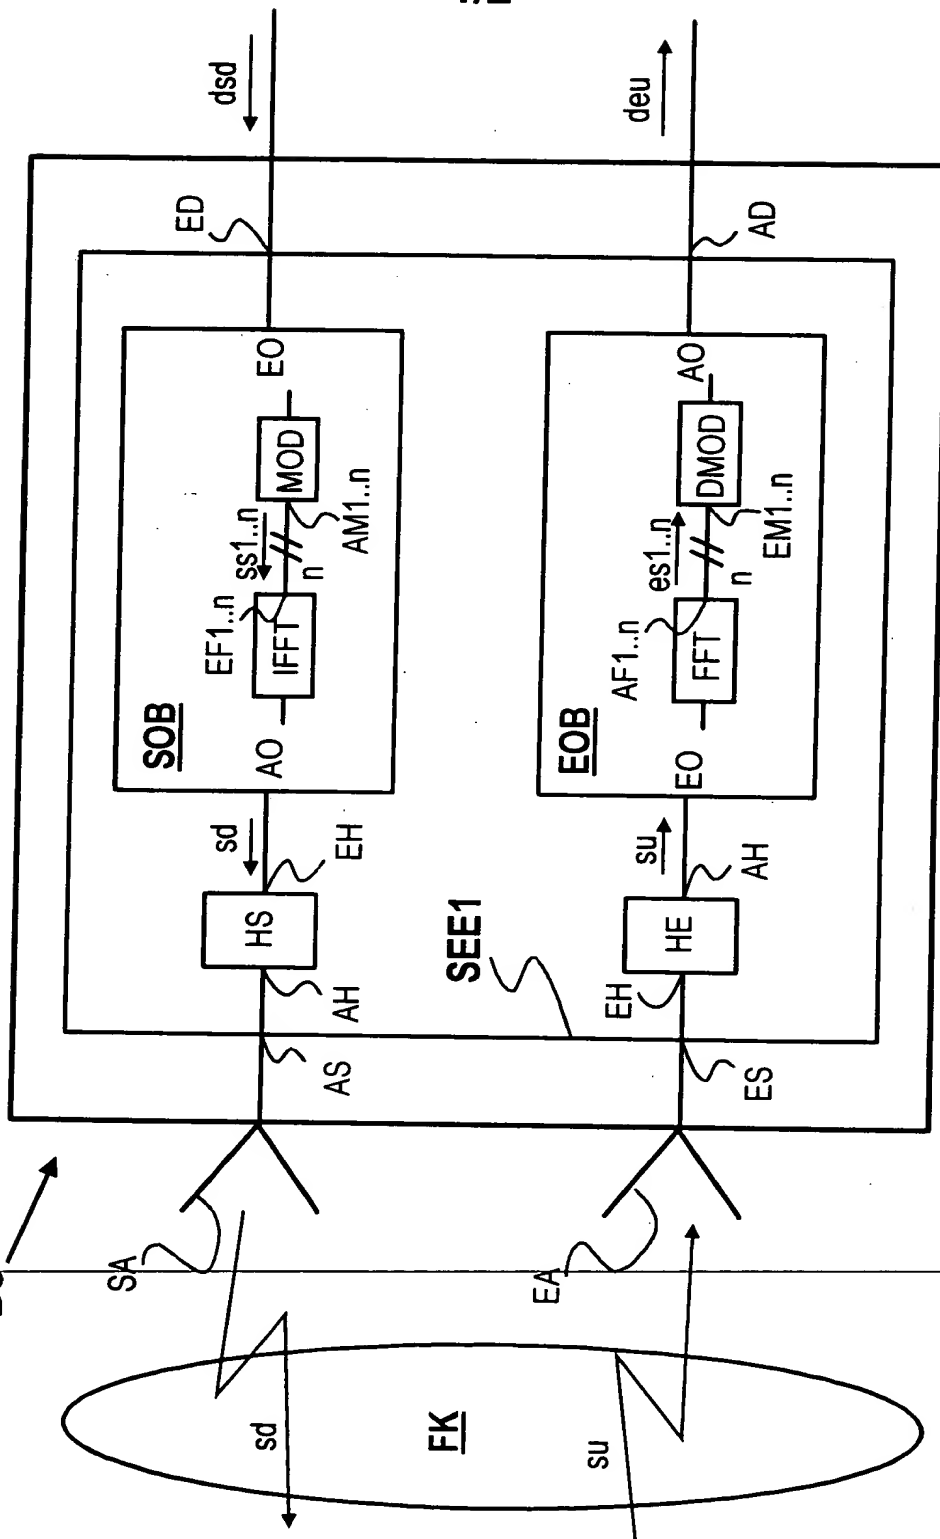 dsd
deu
ED
AD
SOB
EO
MOD
AM1..n
ss1..n
n
EF1..n
IFFT
AO
EOB
AO
DMOD
EM1..n
es1..n
n
AF1..n
FFT
EO
sd
EH
HS
AH
AS
SEE1
su
AH
HE
EH
ES
SA
EA
FK
sd
su